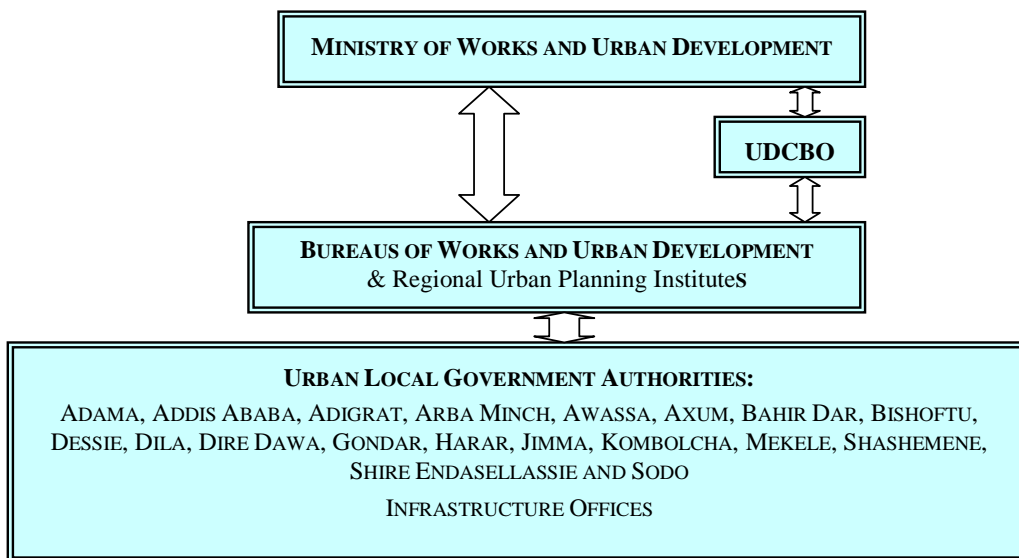 MINISTRY OF WORKS AND URBAN DEVELOPMENT
UDCBO
BUREAUS OF WORKS AND URBAN DEVELOPMENT
& Regional Urban Planning Institutes
URBAN LOCAL GOVERNMENT AUTHORITIES:
ADAMA, ADDIS ABABA, ADIGRAT, ARBA MINCH, AWASSA, AXUM, BAHIR DAR, BISHOFTU,
DESSIE, DILA, DIRE DAWA, GONDAR, HARAR, JIMMA, KOMBOLCHA, MEKELE, SHASHEMENE,
SHIRE ENDASELLASSIE AND SODO
INFRASTRUCTURE OFFICES